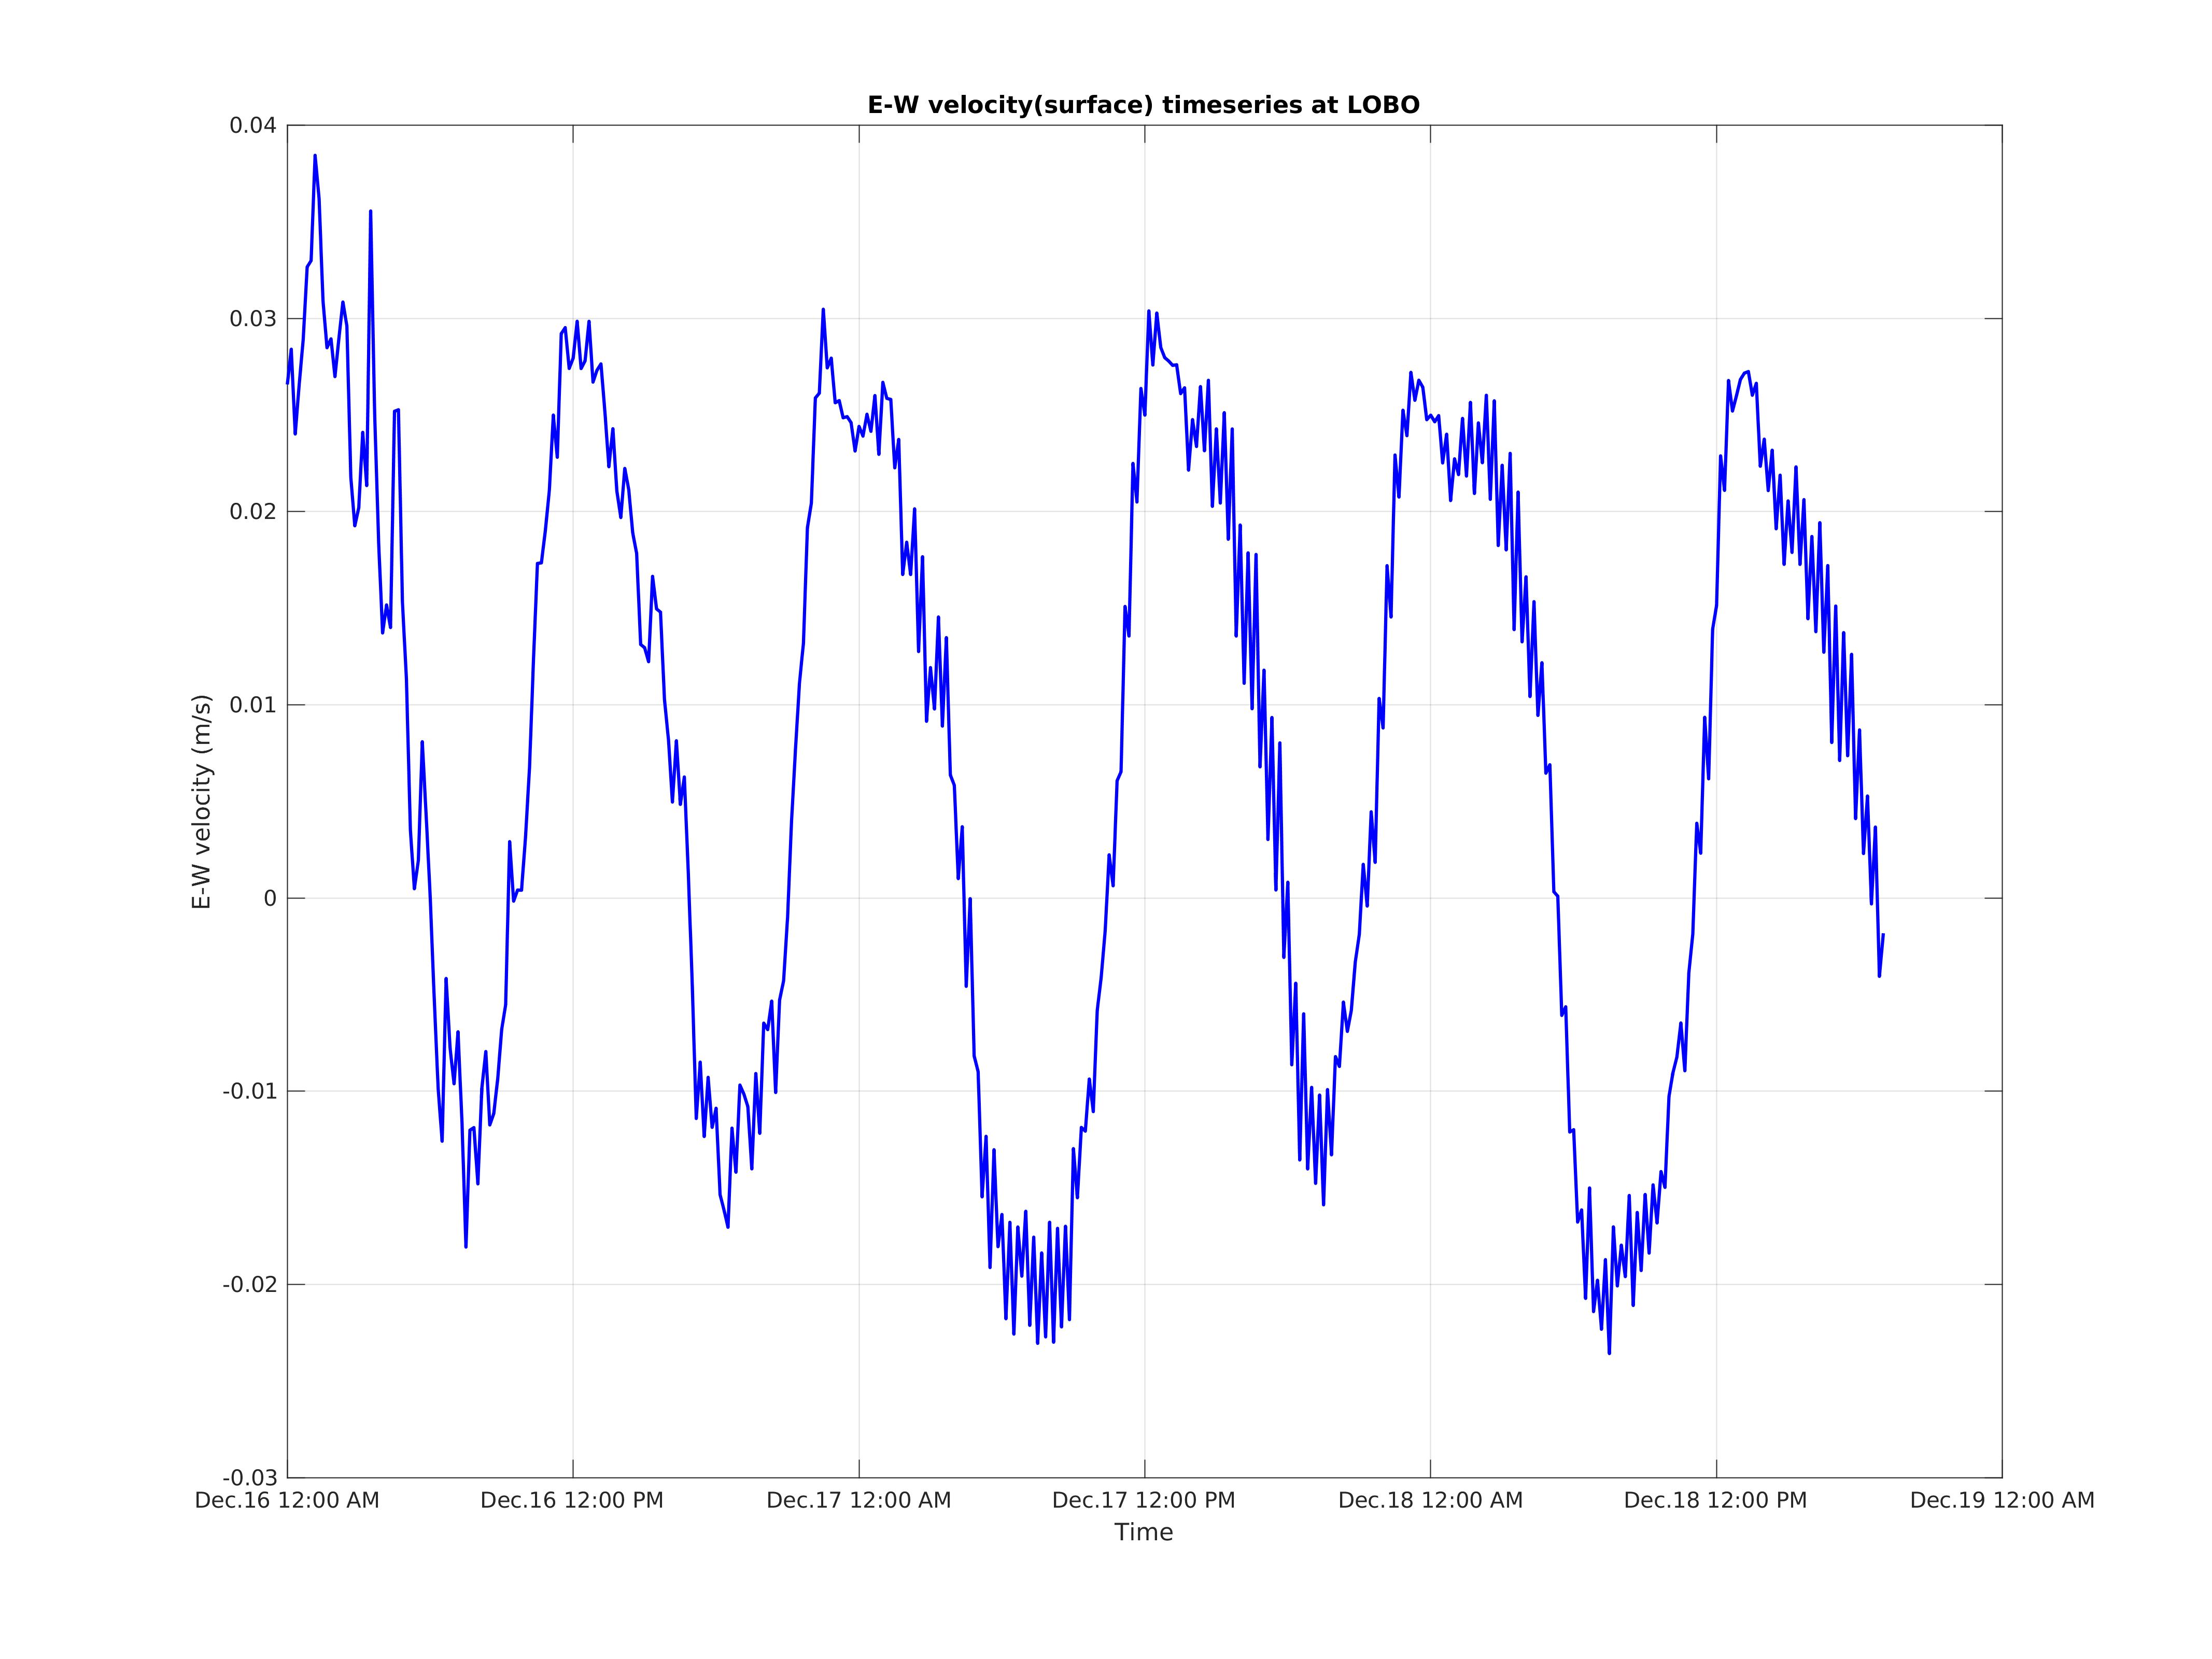 E-W velocity(surface) timeseries at LOBO
0.04
0.03
0.02
0.01
0
-0.01
-0.02
-0.03
E-W velocity (m/s)
Dec.16 12:00 AM Dec.16 12:00 PM Dec.17 12:00 AM Dec.17 12:00 PM Dec.18 12:00 AM Dec.18 12:00 PM Dec.19 12:00 AM
Time